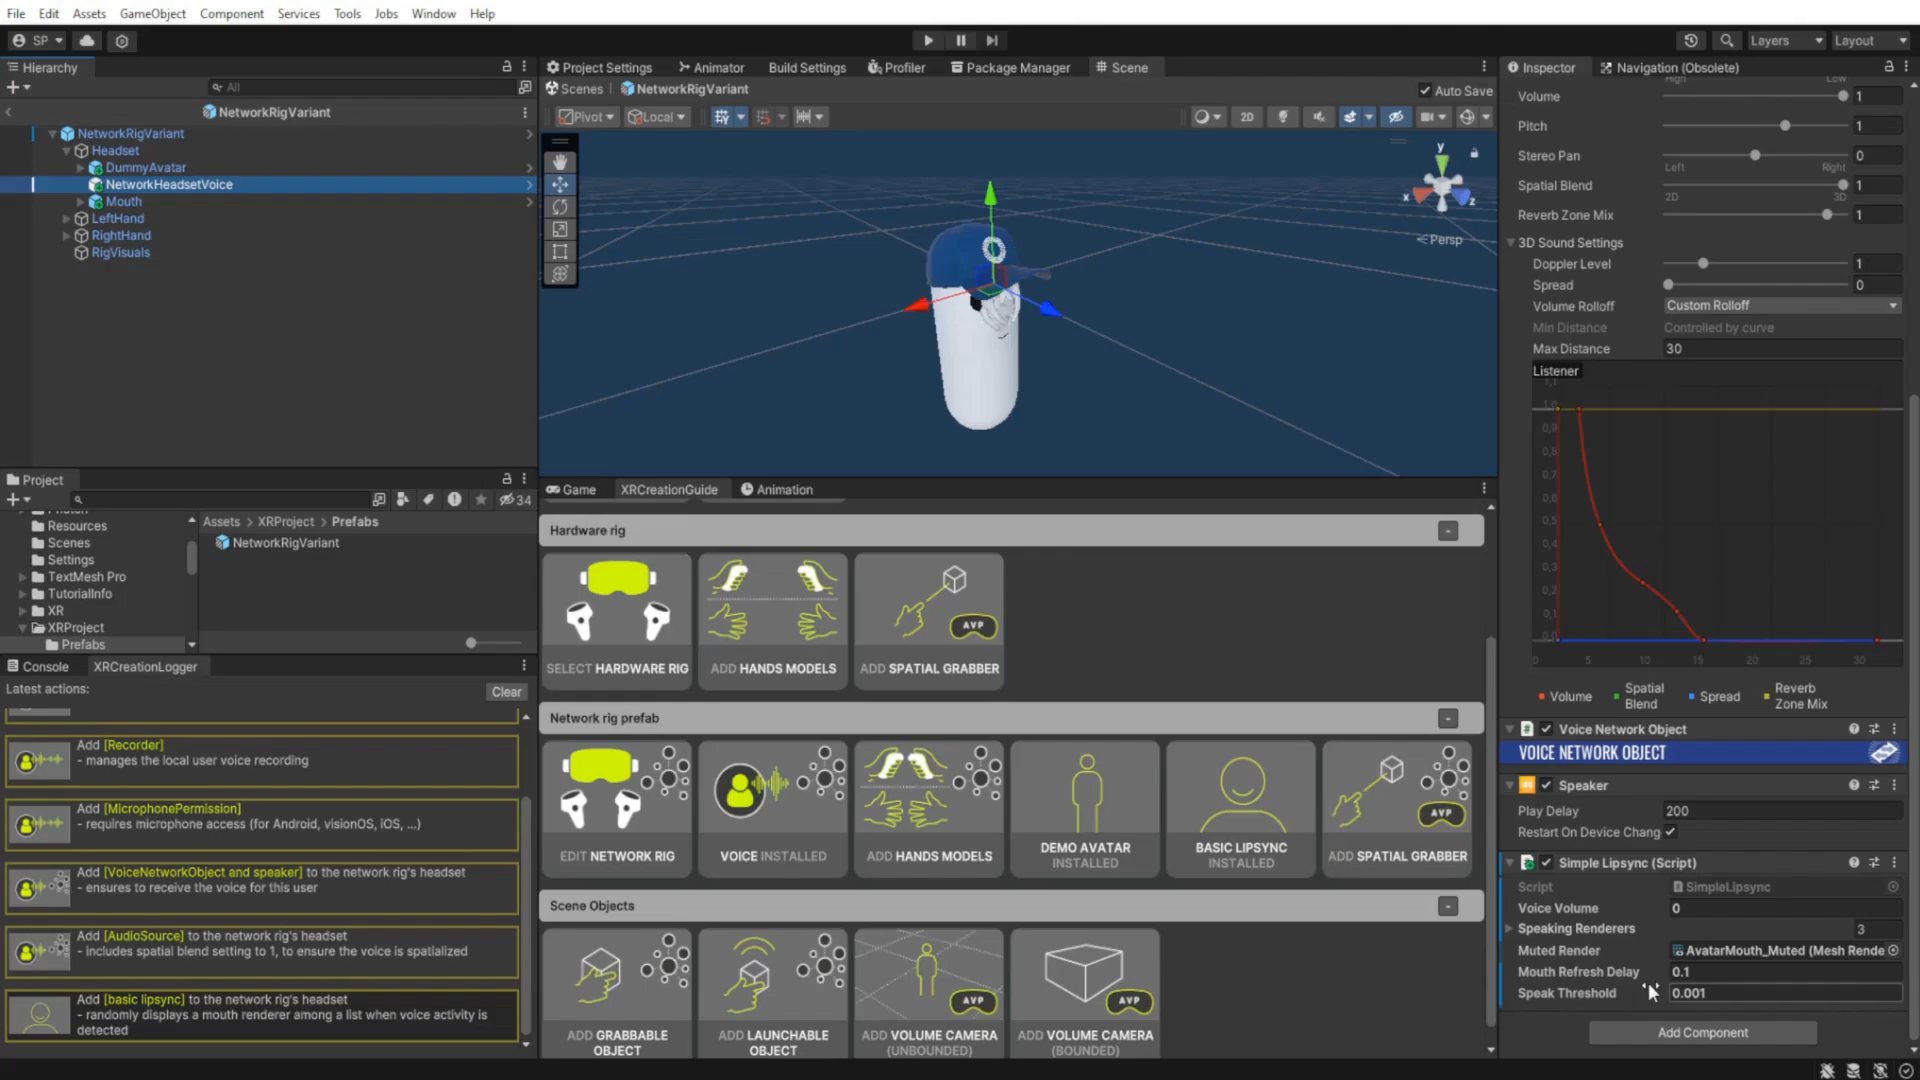 File Edit Assets GameObject Component Services Tools Jobs Window Help
SP Layers Layout
Hierarchy
All
NetworkRigVariant
NetworkRigVariant
Headset
DummyAvatar
NetworkHeadsetVoice
Mouth
LeftHand
RightHand
RigVisuals
Project
34
Resources
Scenes
Settings
TextMesh Pro
TutorialInfo
XR
XRProject
Prefabs
Assets > XRProject > Prefabs
NetworkRigVariant
Console XRCreationLogger
Latest actions:
Clear
Add [Recorder]
- manages the local user voice recording
Add [MicrophonePermission]
- requires microphone access (for Android, visionOS, iOS, ...)
Add [VoiceNetworkObject and speaker] to the network rig's headset
- ensures to receive the voice for this user
Add [AudioSource] to the network rig's headset
- includes spatial blend setting to 1, to ensure the voice is spatialized
Add [basic lipsync] to the network rig's headset
- randomly displays a mouth renderer among a list when voice activity is
detected
Project Settings Animator Build Settings Profiler Package Manager Scene
Scenes NetworkRigVariant Auto Save
Pivot Local 2D
y
x
z
Persp
Game XRCreationGuide Animation
Hardware rig
-
SELECT HARDWARE RIG
ADD HANDS MODELS
AVP
ADD SPATIAL GRABBER
Network rig prefab
-
EDIT NETWORK RIG
VOICE INSTALLED
ADD HANDS MODELS
DEMO AVATAR
INSTALLED
BASIC LIPSYNC
INSTALLED
AVP
ADD SPATIAL GRABBER
Scene Objects
-
ADD GRABBABLE
OBJECT
ADD LAUNCHABLE
OBJECT
AVP
ADD VOLUME CAMERA
(UNBOUNDED)
AVP
ADD VOLUME CAMERA
(BOUNDED)
Inspector Navigation (Obsolete)
High Low
Volume 1
Pitch 1
Stereo Pan 0
Left Right
Spatial Blend 1
2D 3D
Reverb Zone Mix 1
3D Sound Settings
Doppler Level 1
Spread 0
Volume Rolloff Custom Rolloff
Min Distance Controlled by curve
Max Distance 30
Listener
1,1
1,0
0,9
0,8
0,7
0,6
0,5
0,4
0,3
0,2
0,1
0,0
0 5 10 15 20 25 30
Volume Spatial Blend Spread Reverb Zone Mix
Voice Network Object
VOICE NETWORK OBJECT
Speaker
Play Delay 200
Restart On Device Chang
Simple Lipsync (Script)
Script SimpleLipsync
Voice Volume 0
Speaking Renderers 3
Muted Render AvatarMouth_Muted (Mesh Rende
Mouth Refresh Delay 0.1
Speak Threshold 0.001
Add Component